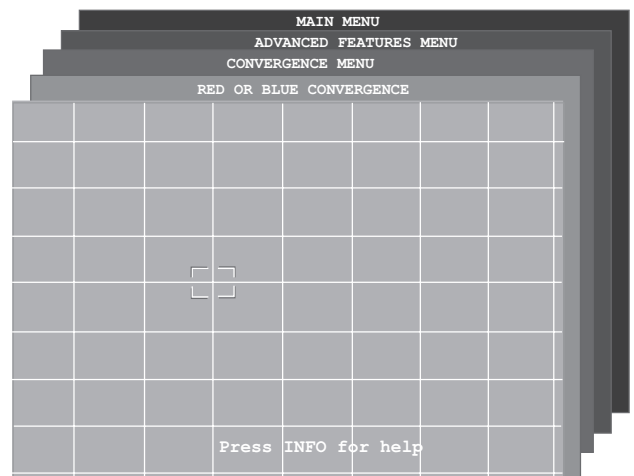 MAIN MENU
ADVANCED FEATURES MENU
CONVERGENCE MENU
RED OR BLUE CONVERGENCE
Press INFO for help